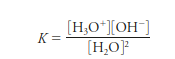 K = [H₃O⁺][OH⁻] / [H₂O]²